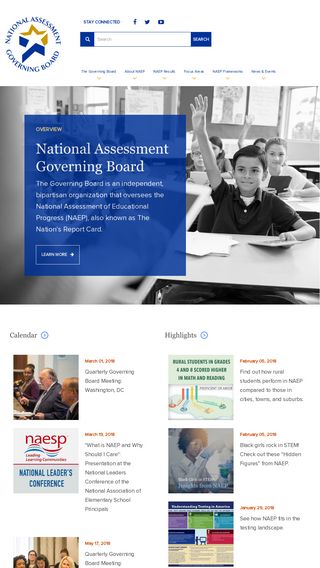 NATIONAL ASSESSMENT
GOVERNING BOARD
STAY CONNECTED
Search
SEARCH
The Governing Board
About NAEP
NAEP Results
Focus Areas
NAEP Frameworks
News & Events
OVERVIEW
National Assessment
Governing Board
The Governing Board is an independent,
bipartisan organization that oversees the
National Assessment of Educational
Progress (NAEP), also known as The
Nation's Report Card.
LEARN MORE
Calendar
March 01, 2018
Quarterly Governing
Board Meeting:
Washington, DC
naesp
Leading
Learning Communities
NATIONAL LEADER'S
CONFERENCE
March 19, 2018
"What is NAEP and Why
Should I Care"
Presentation at the
National Leaders
Conference of the
National Association of
Elementary School
Principals
May 17, 2018
Quarterly Governing
Board Meeting:
Highlights
RURAL STUDENTS IN GRADES
4 AND 8 SCORED HIGHER
IN MATH AND READING
February 05, 2018
Find out how rural
students perform in NAEP
compared to those in
cities, towns, and suburbs.
Black Girls in STEM:
Insights from NAEP
February 05, 2018
Black girls rock in STEM!
Check out these "Hidden
Figures" from NAEP.
Understanding Testing in America
January 29, 2018
See how NAEP fits in the
testing landscape.